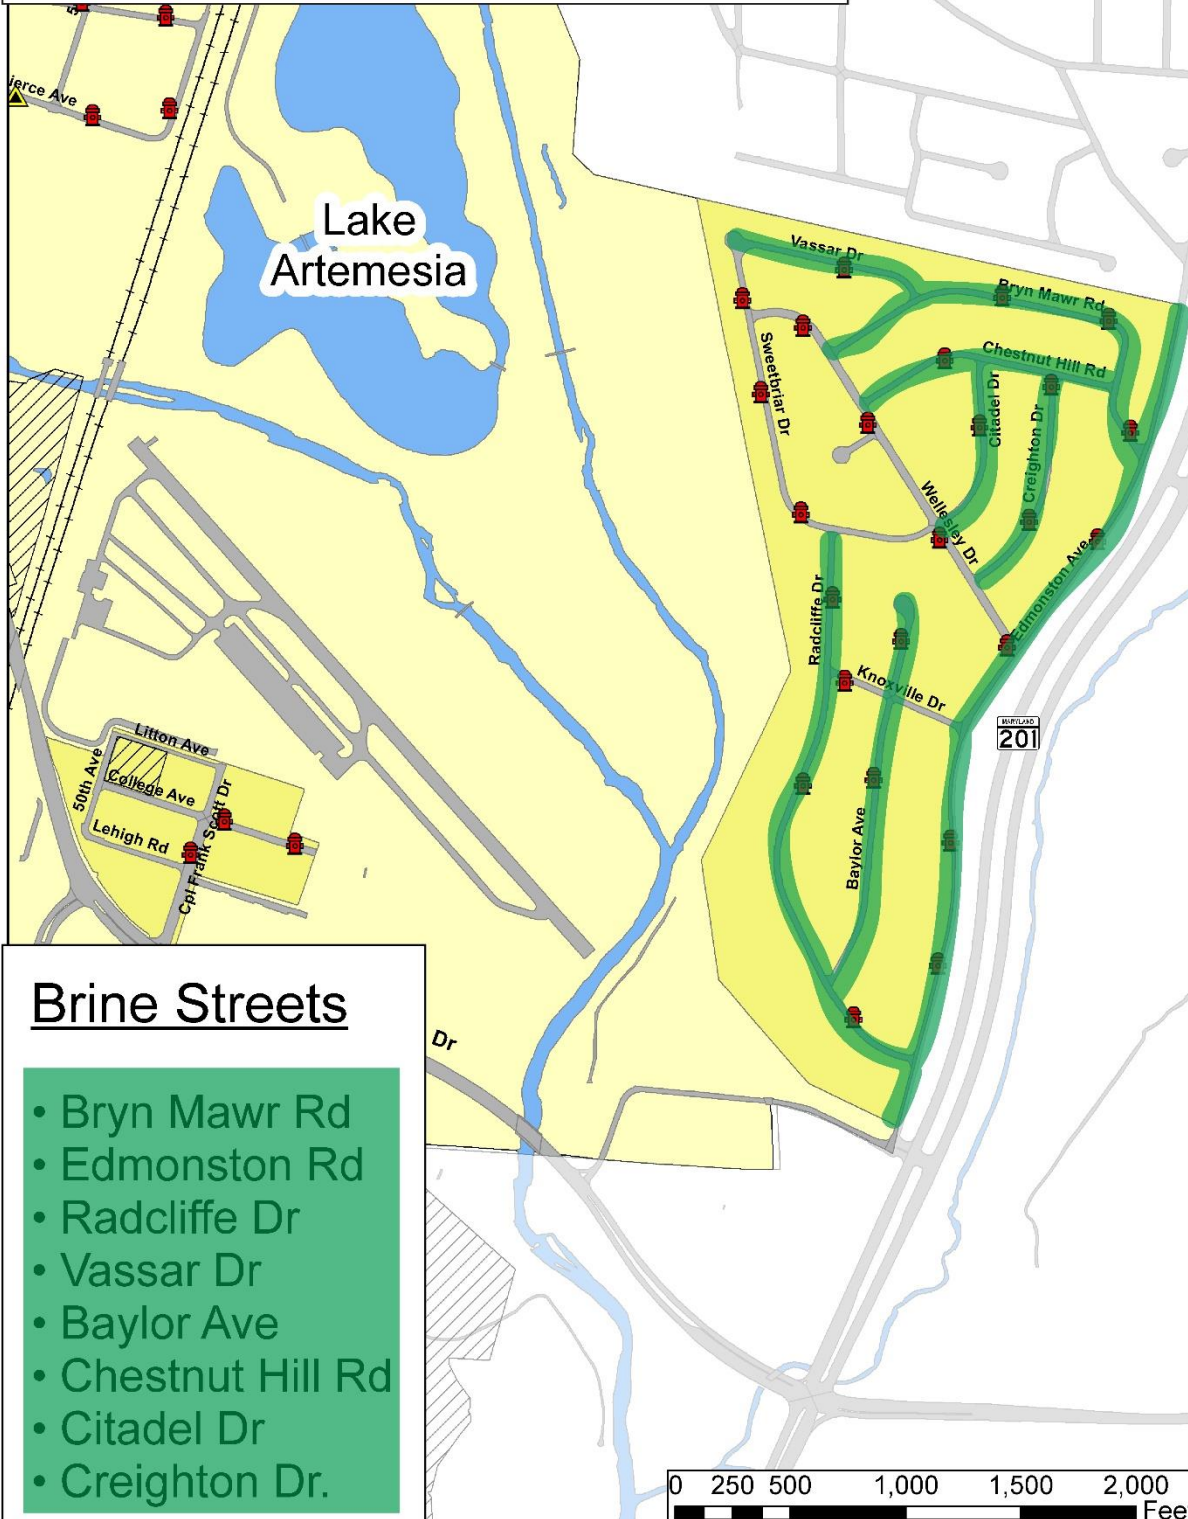 ierce Ave
Lake
Artemesia
Vassar Dr
Bryn Mawr Rd
Chestnut Hill Rd
Sweetbriar Dr
Citadel Dr
Creighton Dr
Wellesley Dr
Edmonston Ave
Radcliffe Dr
Knoxville Dr
MARYLAND
201
Litton Ave
50th Ave
College Ave
Cpl Frank Scott Dr
Lehigh Rd
Baylor Ave
Dr
Brine Streets
• Bryn Mawr Rd
• Edmonston Rd
• Radcliffe Dr
• Vassar Dr
• Baylor Ave
• Chestnut Hill Rd
• Citadel Dr
• Creighton Dr.
0 250 500 1,000 1,500 2,000
Fee